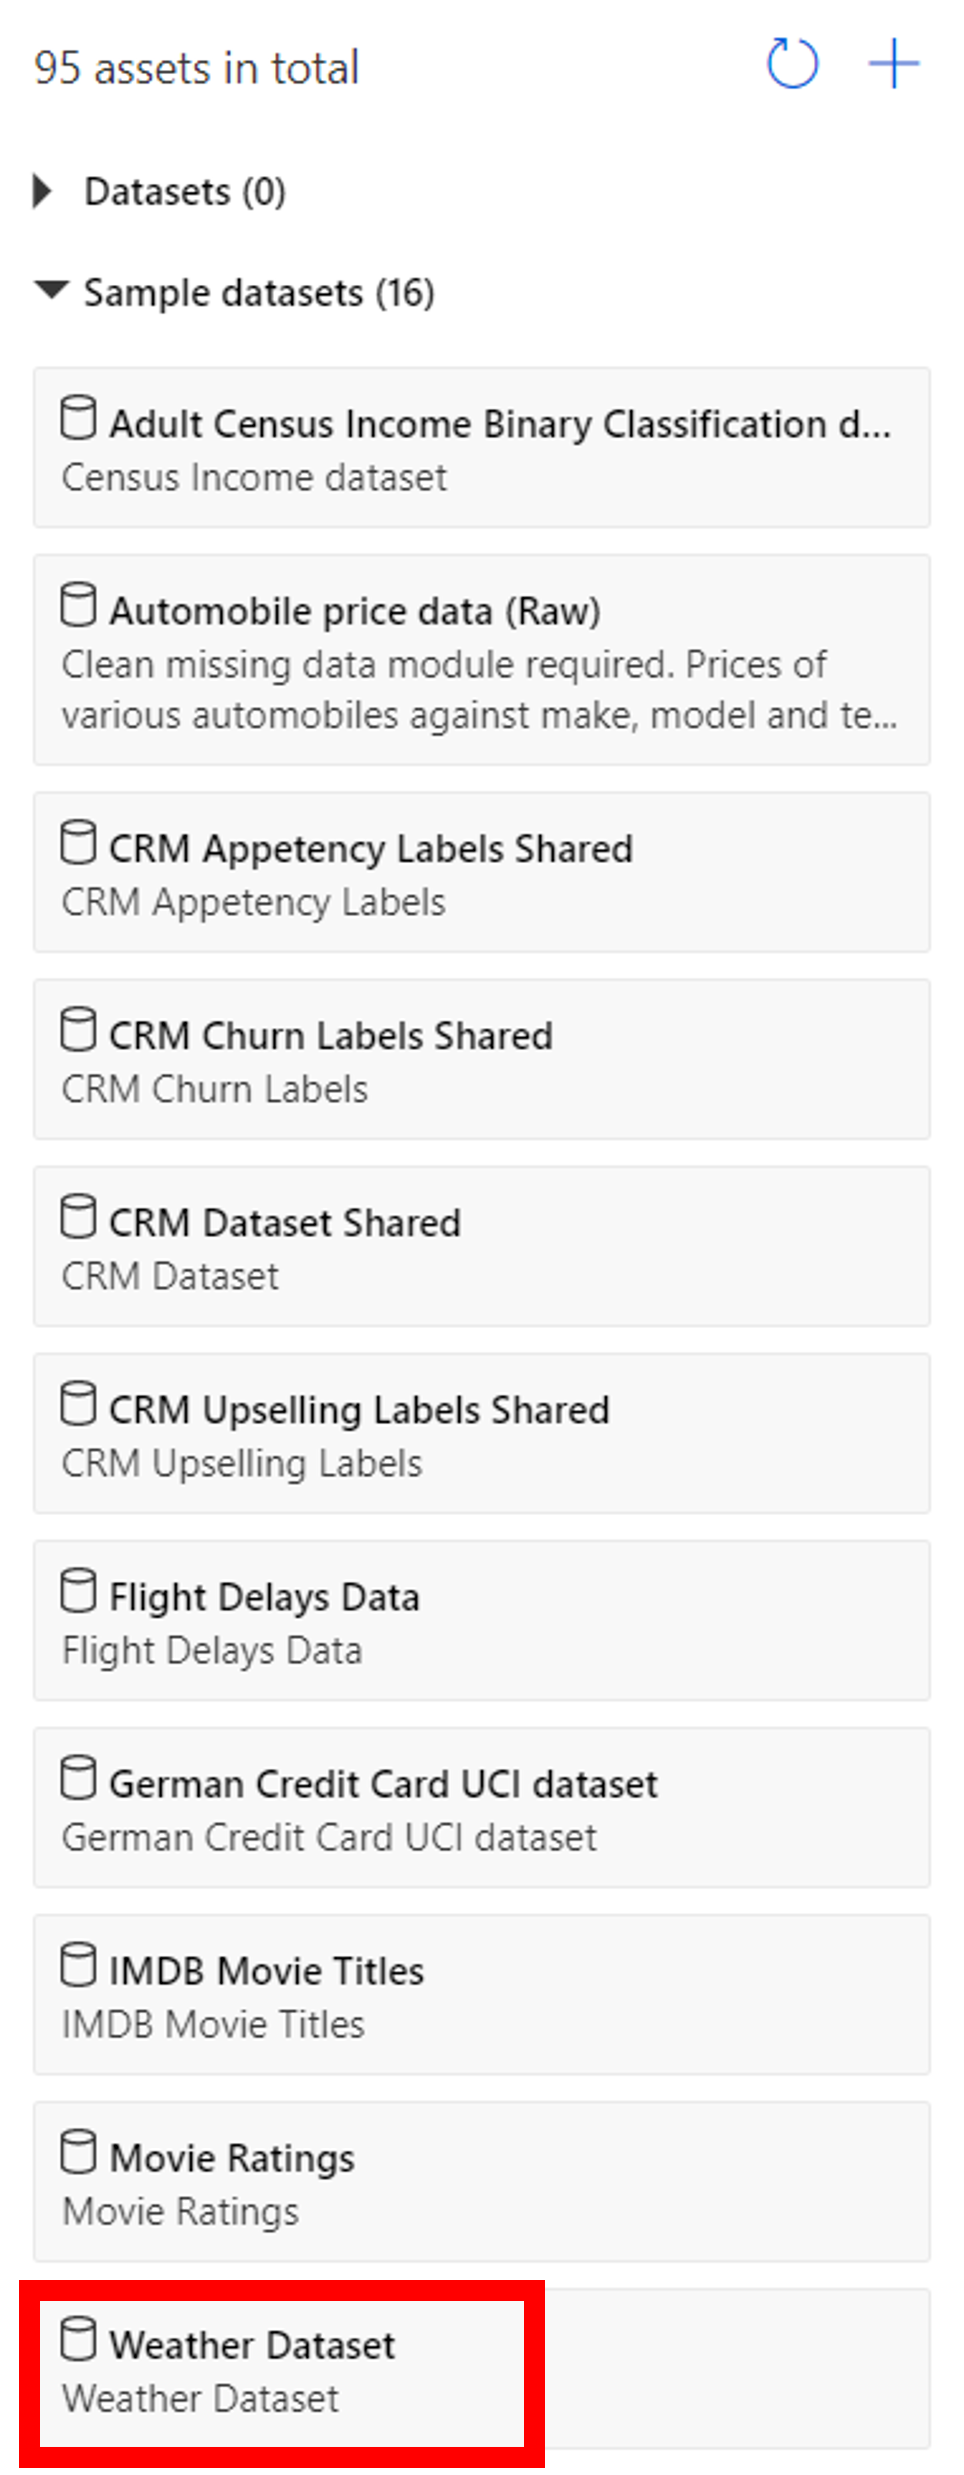 95 assets in total
Datasets (0)
Sample datasets (16)
Adult Census Income Binary Classification d...
Census Income dataset
Automobile price data (Raw)
Clean missing data module required. Prices of
various automobiles against make, model and te...
CRM Appetency Labels Shared
CRM Appetency Labels
CRM Churn Labels Shared
CRM Churn Labels
CRM Dataset Shared
CRM Dataset
CRM Upselling Labels Shared
CRM Upselling Labels
Flight Delays Data
Flight Delays Data
German Credit Card UCI dataset
German Credit Card UCI dataset
IMDB Movie Titles
IMDB Movie Titles
Movie Ratings
Movie Ratings
Weather Dataset
Weather Dataset